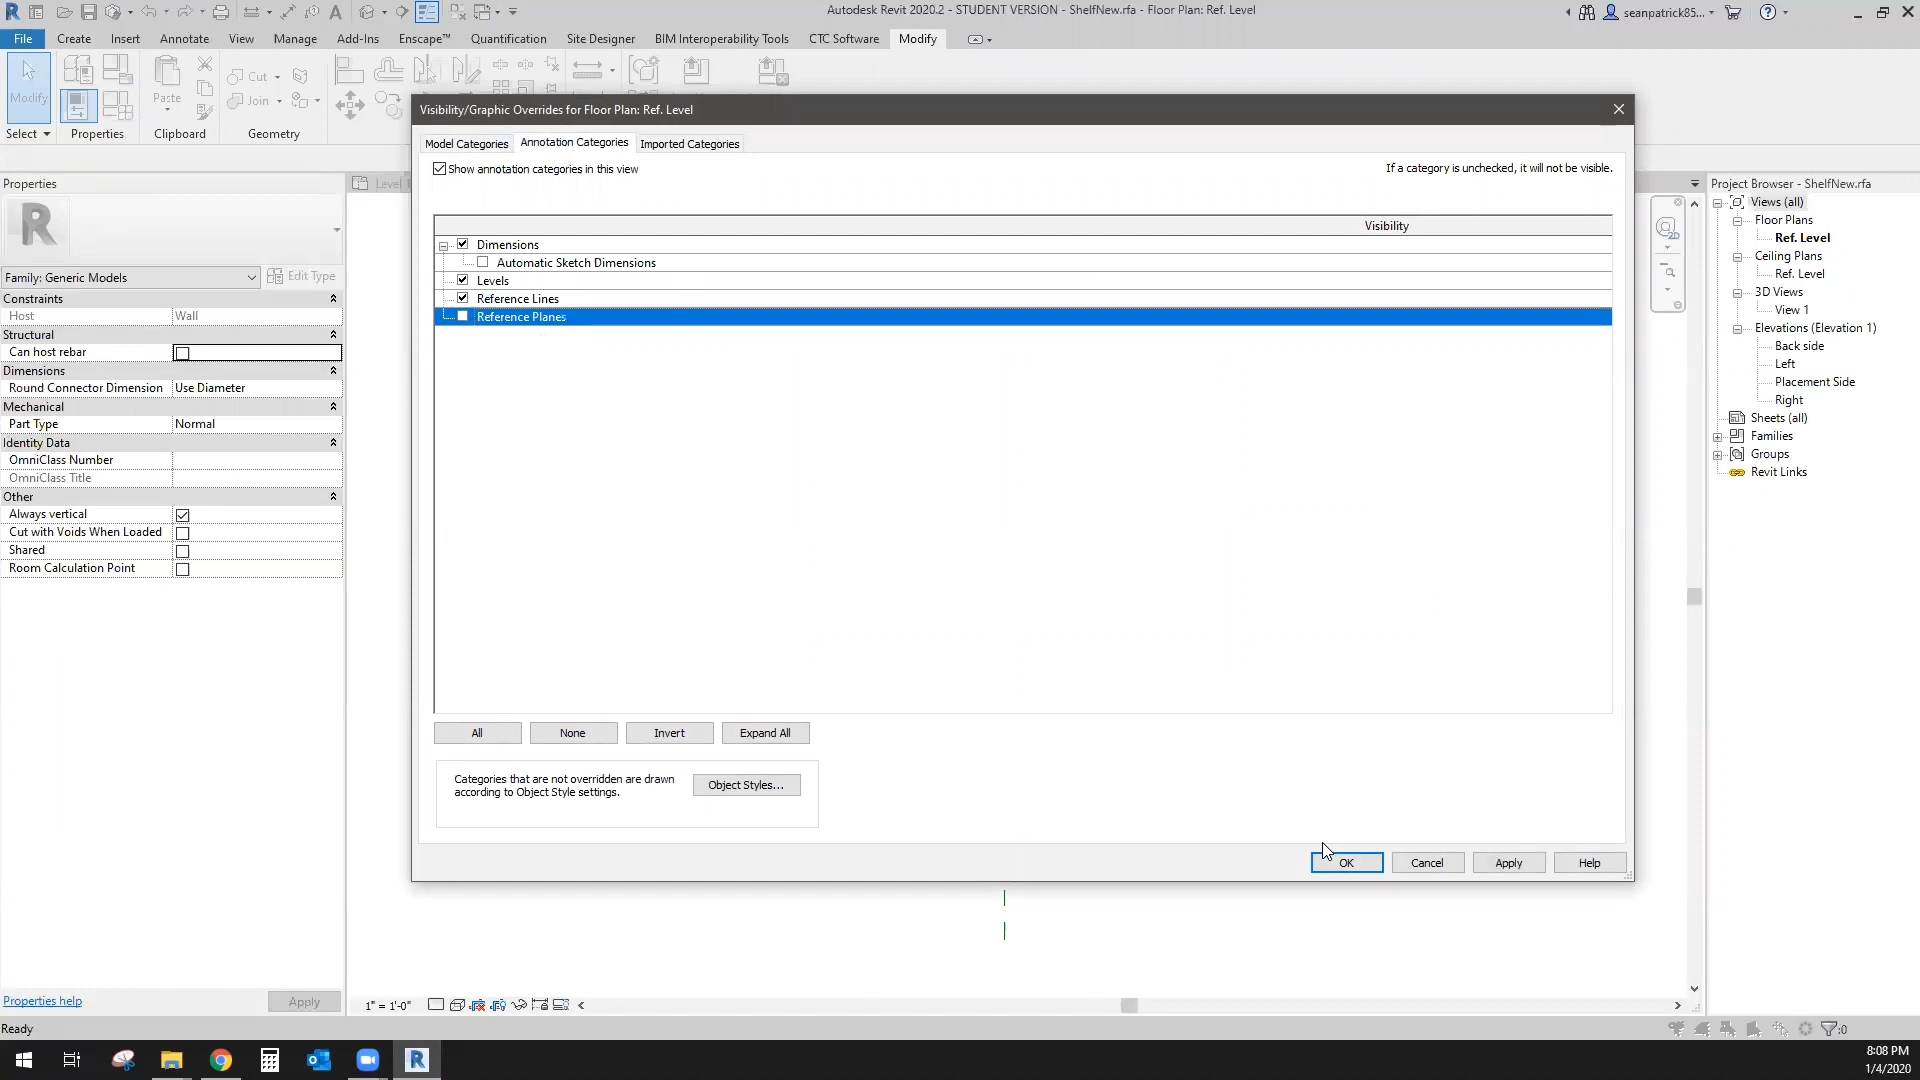 Autodesk Revit 2020.2 - STUDENT VERSION - ShelfNew.rfa - Floor Plan: Ref. Level
seanpatrick85...
File Create Insert Annotate View Manage Add-Ins Enscape™ Quantification Site Designer BIM Interoperability Tools CTC Software Modify
Modify
Paste
Cut
Join
Select Properties Clipboard Geometry
Visibility/Graphic Overrides for Floor Plan: Ref. Level
Model Categories Annotation Categories Imported Categories
Show annotation categories in this view
If a category is unchecked, it will not be visible.
Visibility
Dimensions
Automatic Sketch Dimensions
Levels
Reference Lines
Reference Planes
All None Invert Expand All
Categories that are not overridden are drawn
according to Object Style settings.
Object Styles...
OK Cancel Apply Help
Properties
Level
R
Family: Generic Models
Edit Type
Constraints
Host Wall
Structural
Can host rebar
Dimensions
Round Connector Dimension Use Diameter
Mechanical
Part Type Normal
Identity Data
OmniClass Number
OmniClass Title
Other
Always vertical
Cut with Voids When Loaded
Shared
Room Calculation Point
Properties help
Apply
Project Browser - ShelfNew.rfa
Views (all)
Floor Plans
Ref. Level
Ceiling Plans
Ref. Level
3D Views
View 1
Elevations (Elevation 1)
Back side
Left
Placement Side
Right
Sheets (all)
Families
Groups
Revit Links
2D
1" = 1'-0"
Ready
:0
8:08 PM
1/4/2020